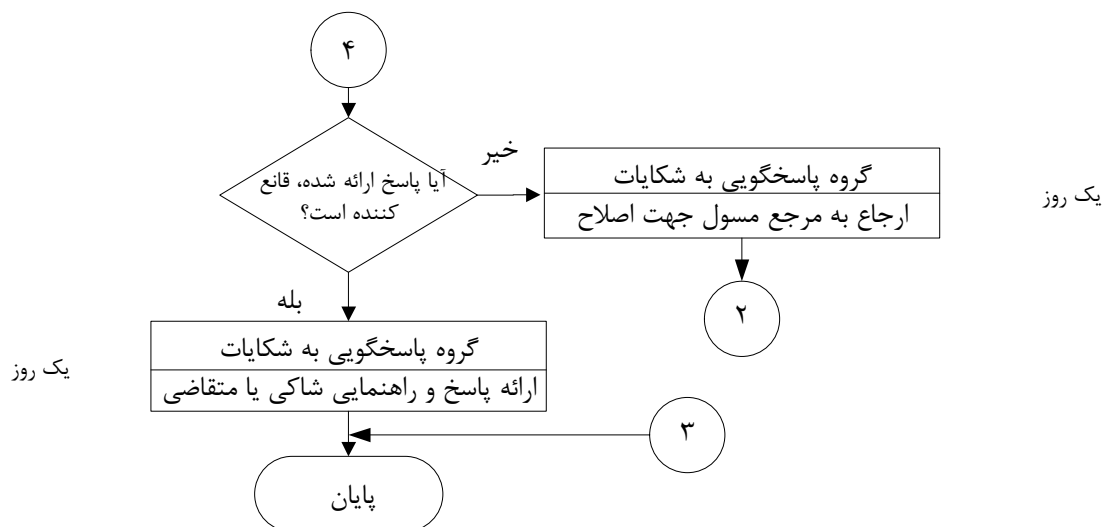 ۴
آیا پاسخ ارائه شده، قانع
کننده است؟
خیر
گروه پاسخگویی به شکایات
ارجاع به مرجع مسول جهت اصلاح
یک روز
۲
بله
گروه پاسخگویی به شکایات
ارائه پاسخ و راهنمایی شاکی یا متقاضی
یک روز
۳
پایان